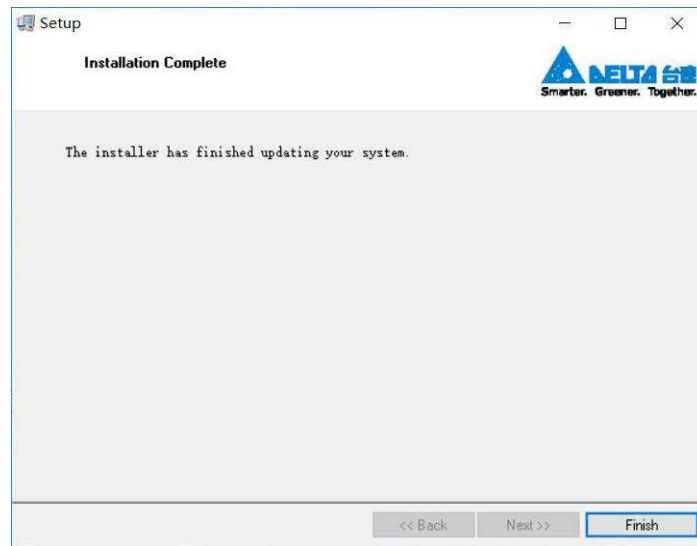 Setup
Installation Complete
DELTA 台達
Smarter. Greener. Together.
The installer has finished updating your system.
<< Back
Next >>
Finish